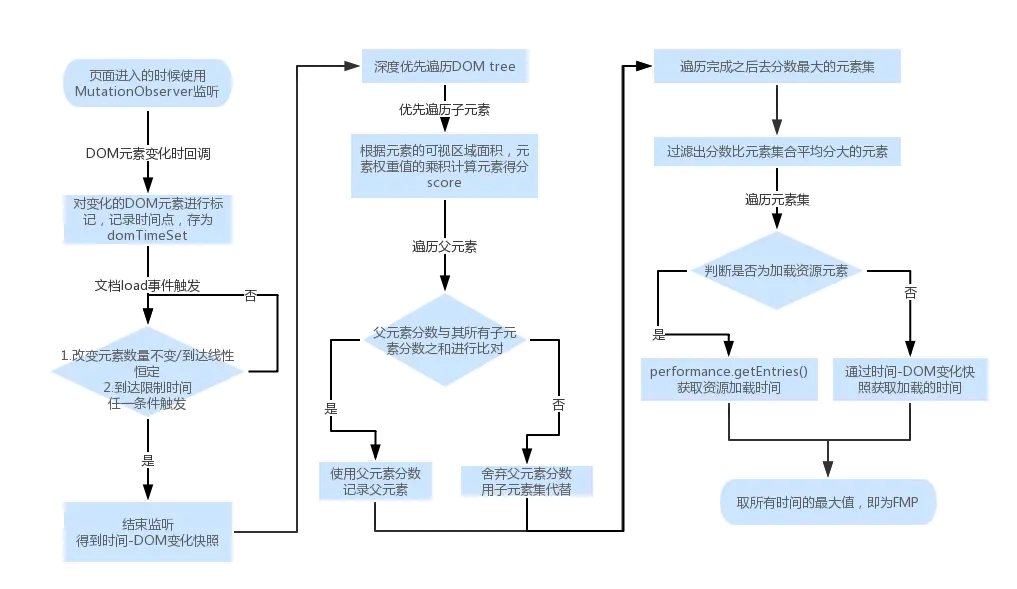 页面进入的时候使用
MutationObserver监听
DOM元素变化时回调
对变化的DOM元素进行标
记，记录时间点，存为
domTimeSet
文档load事件触发
否
1.改变元素数量不变/到达线性
恒定
2.到达限制时间
任一条件触发
是
结束监听
得到时间-DOM变化快照
深度优先遍历DOM tree
优先遍历子元素
根据元素的可视区域面积，元
素权重值的乘积计算元素得分
score
遍历父元素
父元素分数与其所有子元
素分数之和进行比对
是
否
使用父元素分数
记录父元素
舍弃父元素分数
用子元素集代替
遍历完成之后去分数最大的元素集
过滤出分数比元素集合平均分大的元素
遍历元素集
判断是否为加载资源元素
是
否
performance.getEntries()
获取资源加载时间
通过时间-DOM变化快
照获取加载的时间
取所有时间的最大值，即为FMP